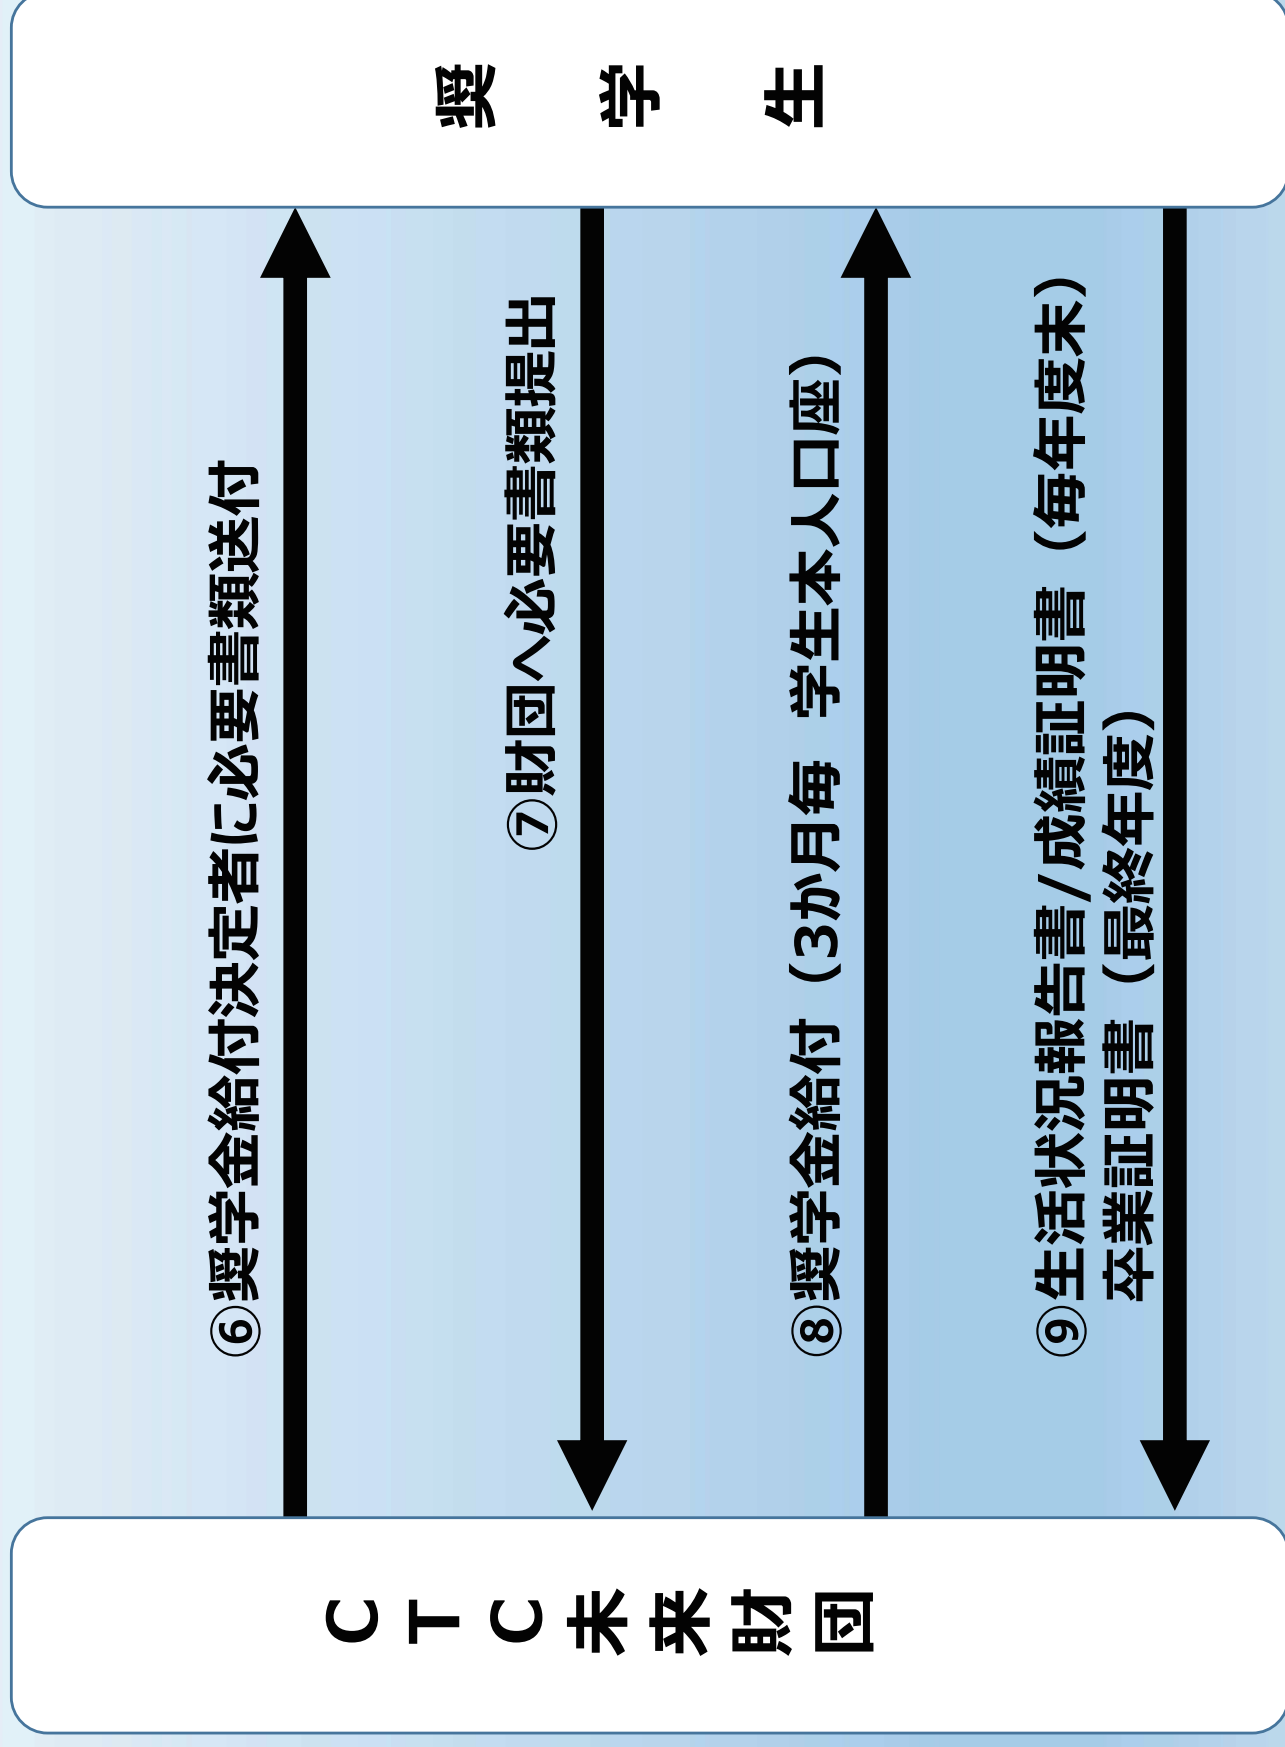 CTC未来財団
⑥奨学金給付決定者に必要書類送付
⑦財団へ必要書類提出
⑧奨学金給付（3か月毎　学生本人口座）
⑨生活状況報告書/成績証明書（毎年度末）
卒業証明書（最終年度）
奨学生